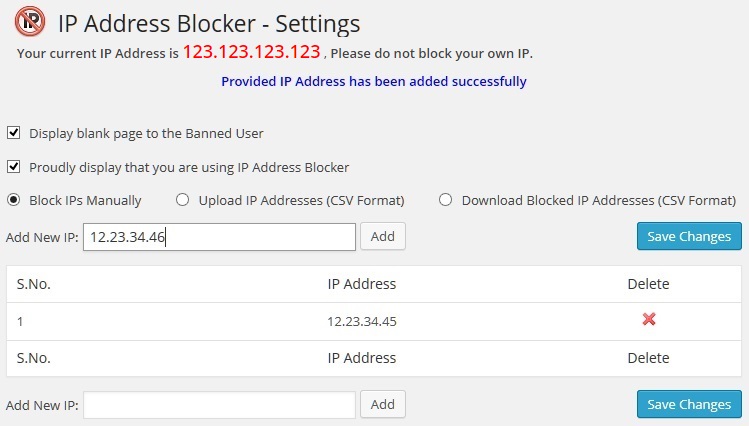 IP
IP Address Blocker - Settings
Your current IP Address is 123.123.123.123 , Please do not block your own IP.
Provided IP Address has been added successfully
Display blank page to the Banned User
Proudly display that you are using IP Address Blocker
Block IPs Manually Upload IP Addresses (CSV Format) Download Blocked IP Addresses (CSV Format)
Add New IP: 12.23.34.46 Add Save Changes
S.No. IP Address Delete
1 12.23.34.45
S.No. IP Address Delete
Add New IP: Add Save Changes